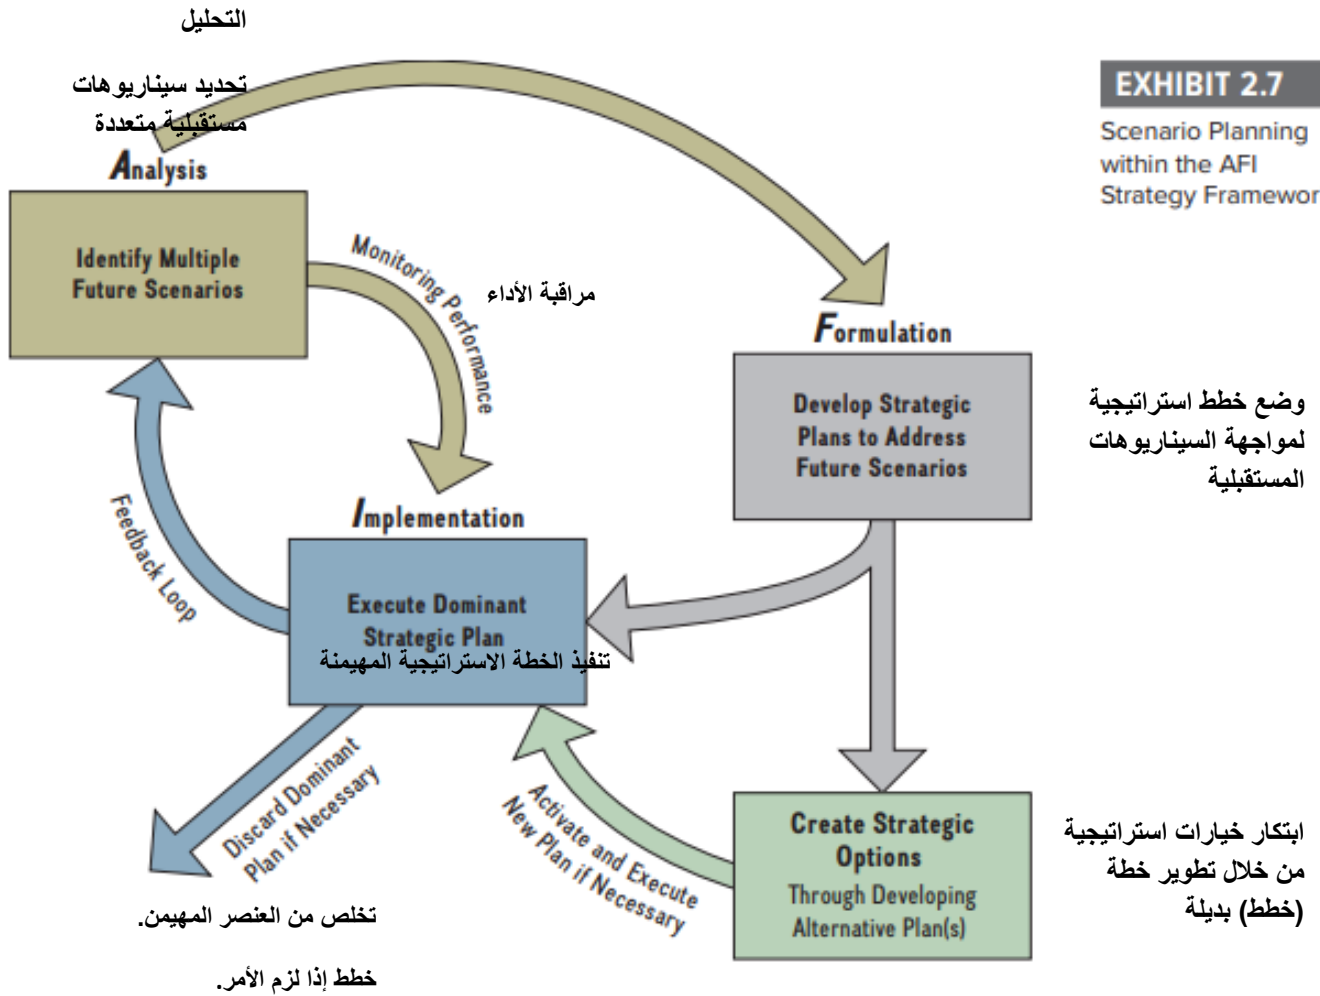 التحليل
تحديد سيناريوهات
مستقبلية متعددة
EXHIBIT 2.7
Scenario Planning
within the AFI
Strategy Framewor
Analysis
Identify Multiple
Future Scenarios
Monitoring Performance
مراقبة الأداء
Formulation
Develop Strategic
Plans to Address
Future Scenarios
وضع خطط استراتيجية
لمواجهة السيناريوهات
المستقبلية
Feedback Loop
Implementation
Execute Dominant
Strategic Plan
تنفيذ الخطة الاستراتيجية المهيمنة
Discard Dominant
Plan if Necessary
Activate and Execute
New Plan if Necessary
Create Strategic
Options
Through Developing
Alternative Plan(s)
ابتكار خيارات استراتيجية
من خلال تطوير خطة
(خطط) بديلة
تخلص من العنصر المهيمن.
خطط إذا لزم الأمر.